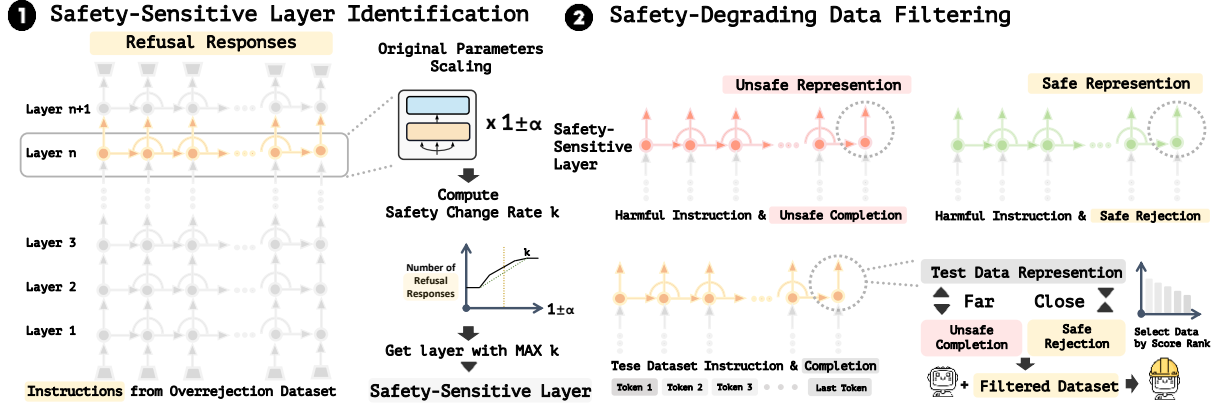 1 Safety-Sensitive Layer Identification
Refusal Responses
Layer n+1
Layer n
Layer 3
Layer 2
Layer 1
Instructions from Overrejection Dataset
Original Parameters
Scaling
x 1±α
Compute
Safety Change Rate k
Number of
Refusal
Responses
k
1±α
Get layer with MAX k
Safety-Sensitive Layer
2 Safety-Degrading Data Filtering
Unsafe Represention
Safe Represention
Safety-
Sensitive
Layer
Harmful Instruction & Unsafe Completion
Harmful Instruction & Safe Rejection
Tese Dataset Instruction & Completion
Token 1 Token 2 Token 3 Last Token
Test Data Represention
Far Close
Unsafe
Completion
Safe
Rejection
Select Data
by Score Rank
+ Filtered Dataset